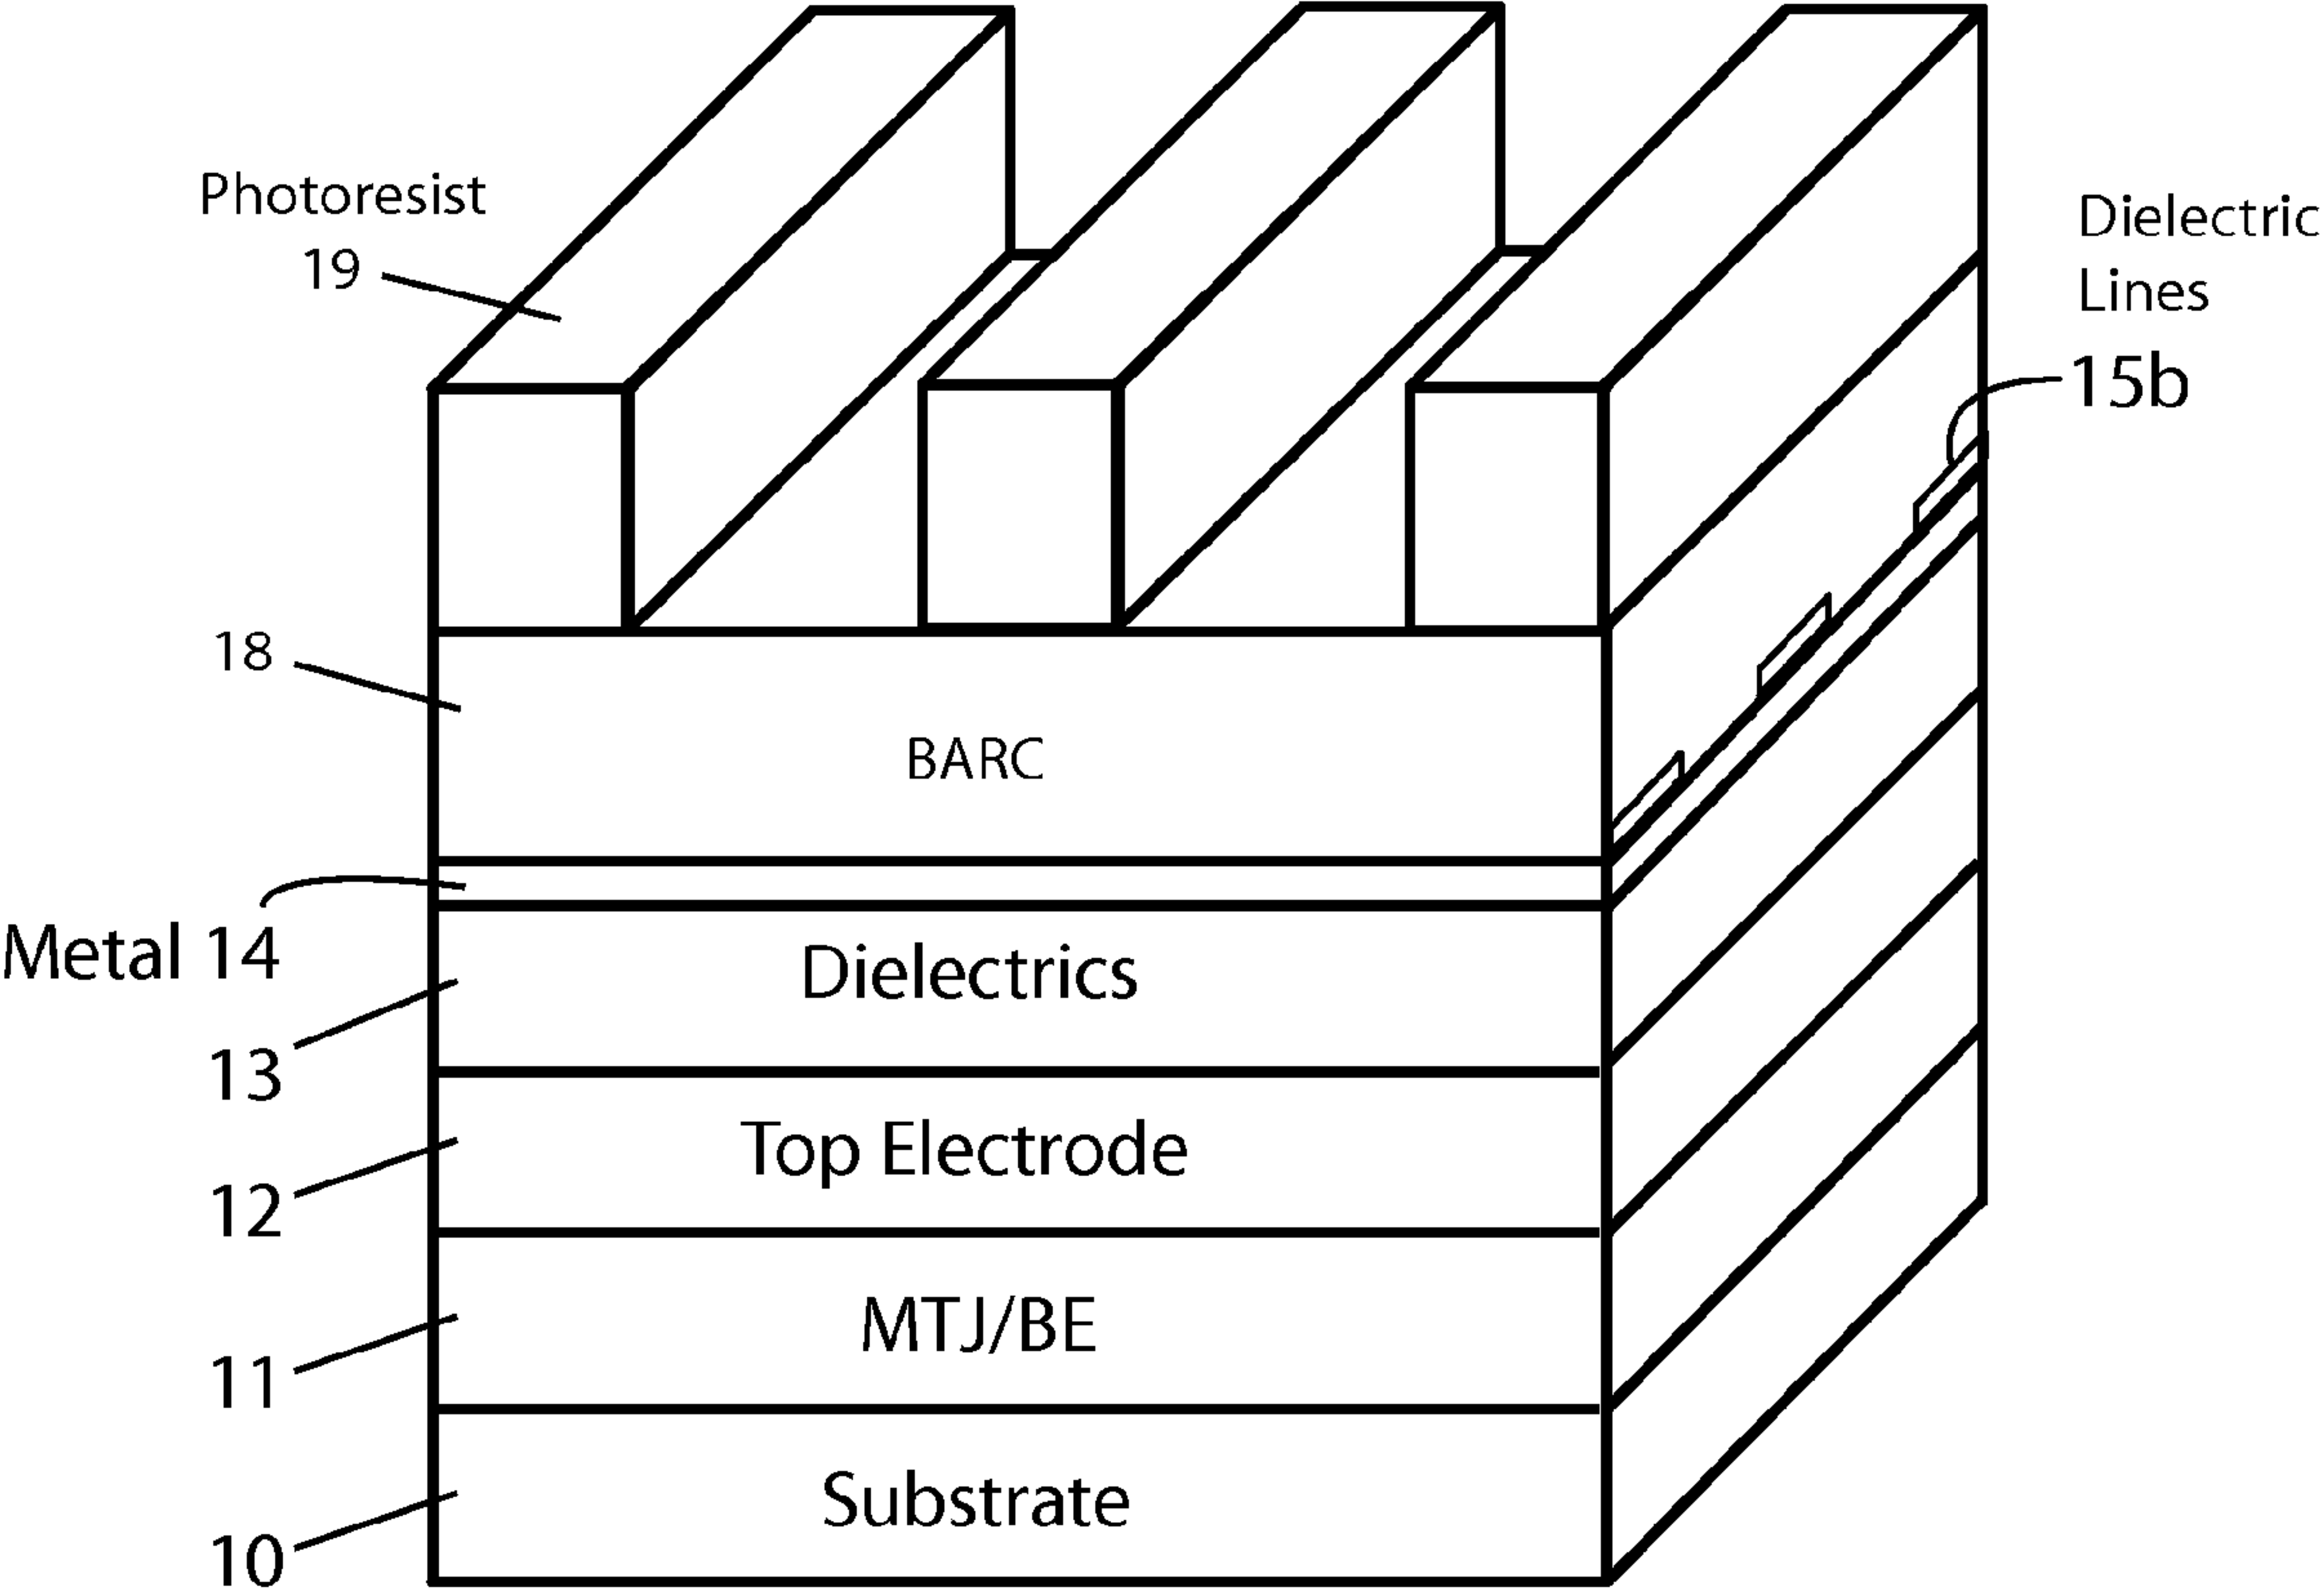 Photoresist
19
Dielectric
Lines
15b
18
BARC
Metal 14
Dielectrics
13
Top Electrode
12
MTJ/BE
11
Substrate
10